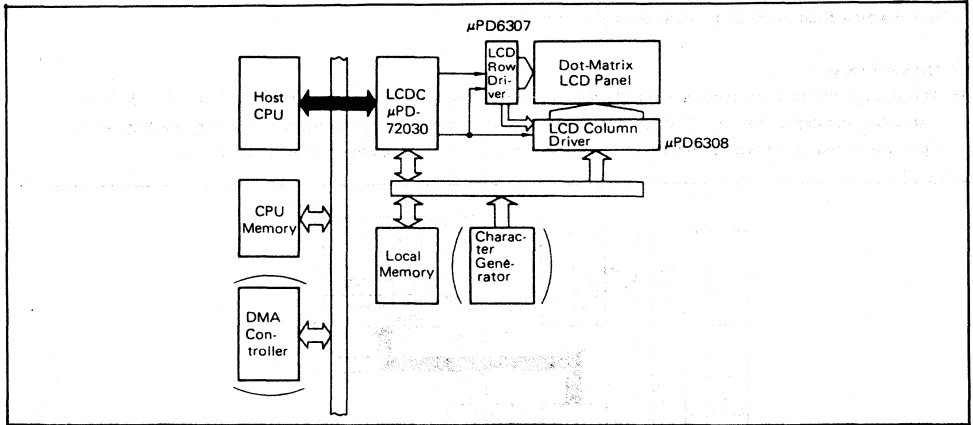 μPD6307
Host
CPU
LCDC
μPD-
72030
LCD
Row
Dri-
ver
Dot-Matrix
LCD Panel
LCD Column
Driver
μPD6308
CPU
Memory
Local
Memory
Charac-
ter
Gene-
rator
DMA
Con-
troller